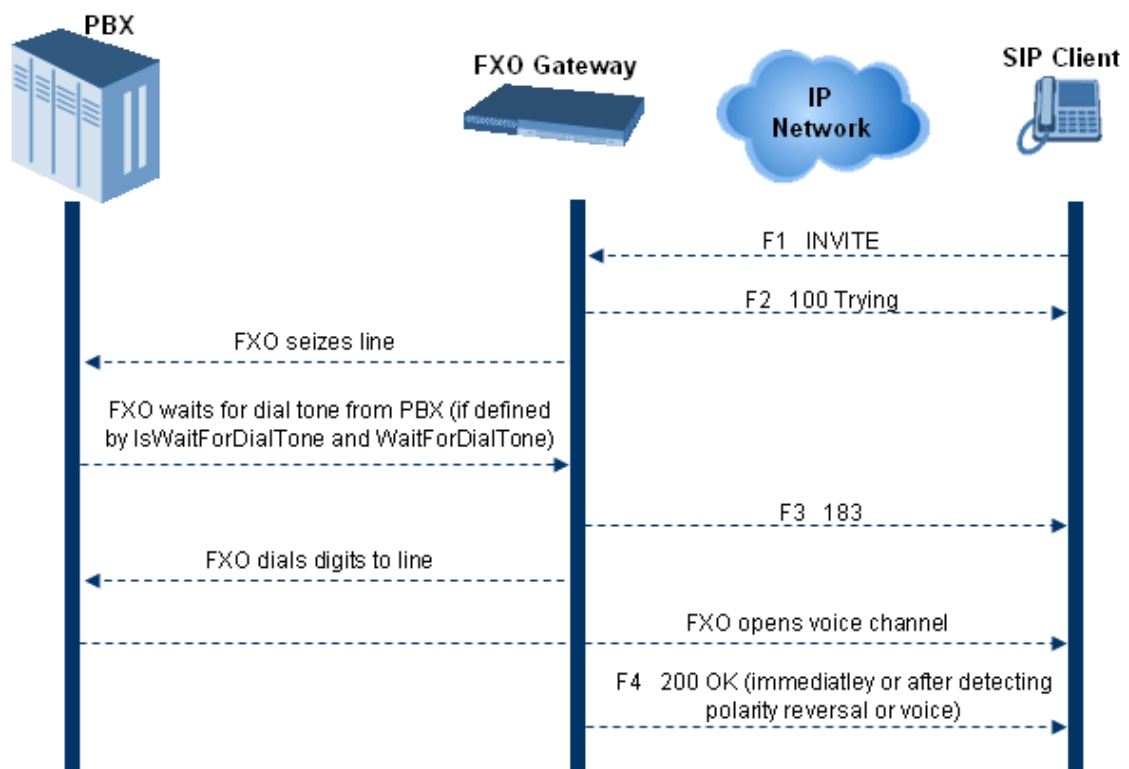 PBX
FXO Gateway
IP
Network
SIP Client
F1 INVITE
F2 100 Trying
FXO seizes line
FXO waits for dial tone from PBX (if defined
by IsWaitForDialTone and WaitForDialTone)
F3 183
FXO dials digits to line
FXO opens voice channel
F4 200 OK (immediatley or after detecting
polarity reversal or voice)